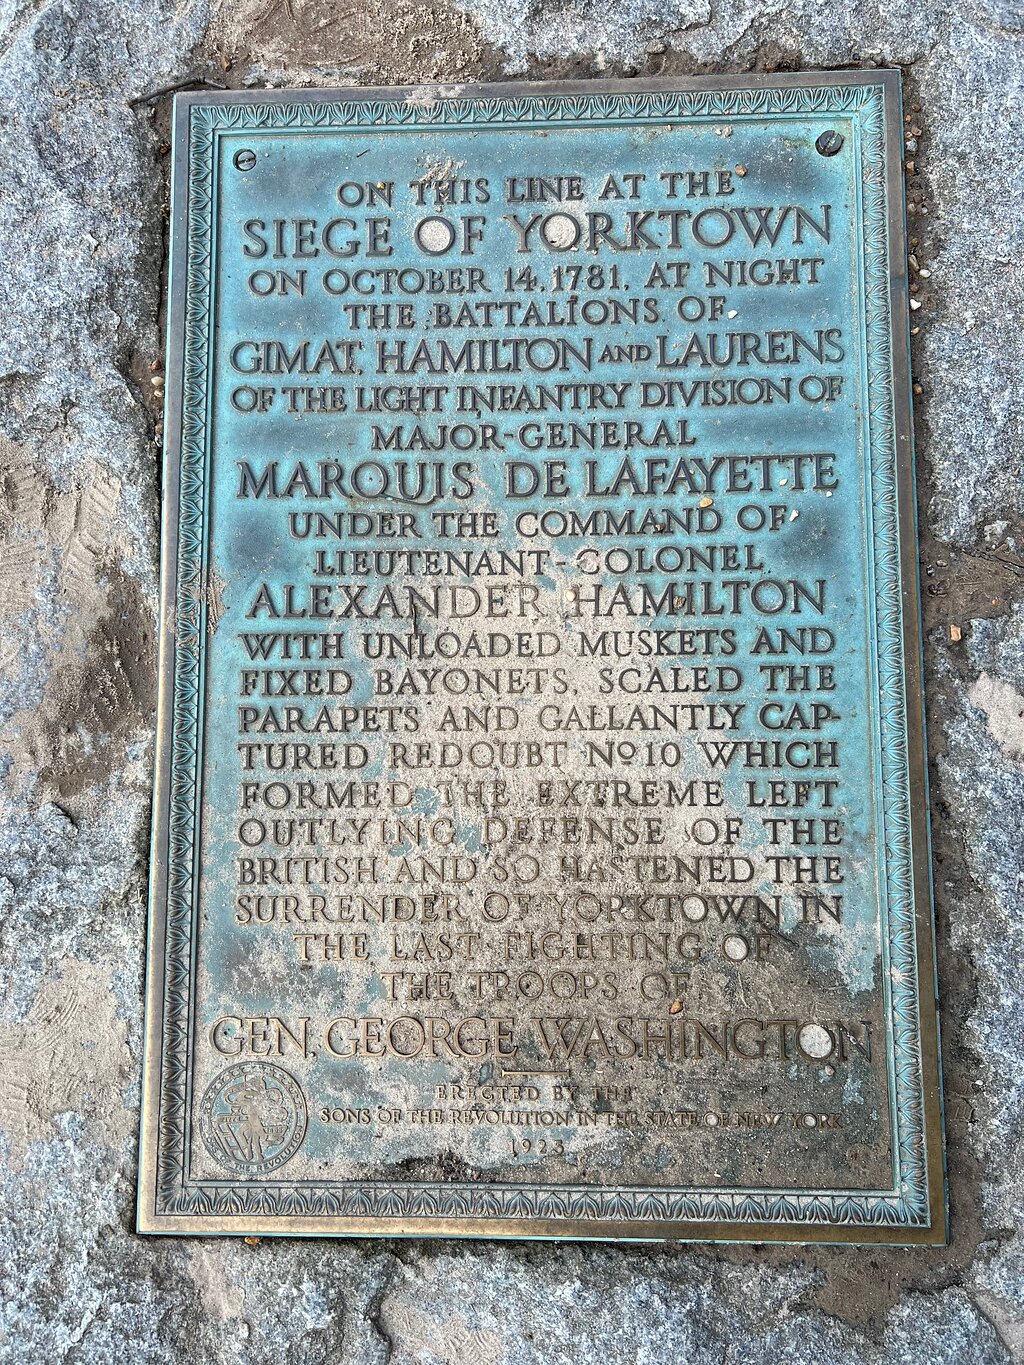 ON THIS LINE AT THE
SIEGE OF YORKTOWN
ON OCTOBER 14, 1781, AT NIGHT
THE BATTALIONS OF
GIMAT, HAMILTON AND LAURENS
OF THE LIGHT INFANTRY DIVISION OF
MAJOR-GENERAL
MARQUIS DE LAFAYETTE
UNDER THE COMMAND OF
LIEUTENANT-COLONEL
ALEXANDER HAMILTON
WITH UNLOADED MUSKETS AND
FIXED BAYONETS, SCALED THE
PARAPETS AND GALLANTLY CAP-
TURED REDOUBT NO 10 WHICH
FORMED THE EXTREME LEFT
OUTLYING DEFENSE OF THE
BRITISH AND SO HASTENED THE
SURRENDER OF YORKTOWN IN
THE LAST FIGHTING OF
THE TROOPS OF
GEN. GEORGE WASHINGTON
ERECTED BY THE
SONS OF THE REVOLUTION IN THE STATE OF NEW YORK
1923
OF THE REVOLUTION